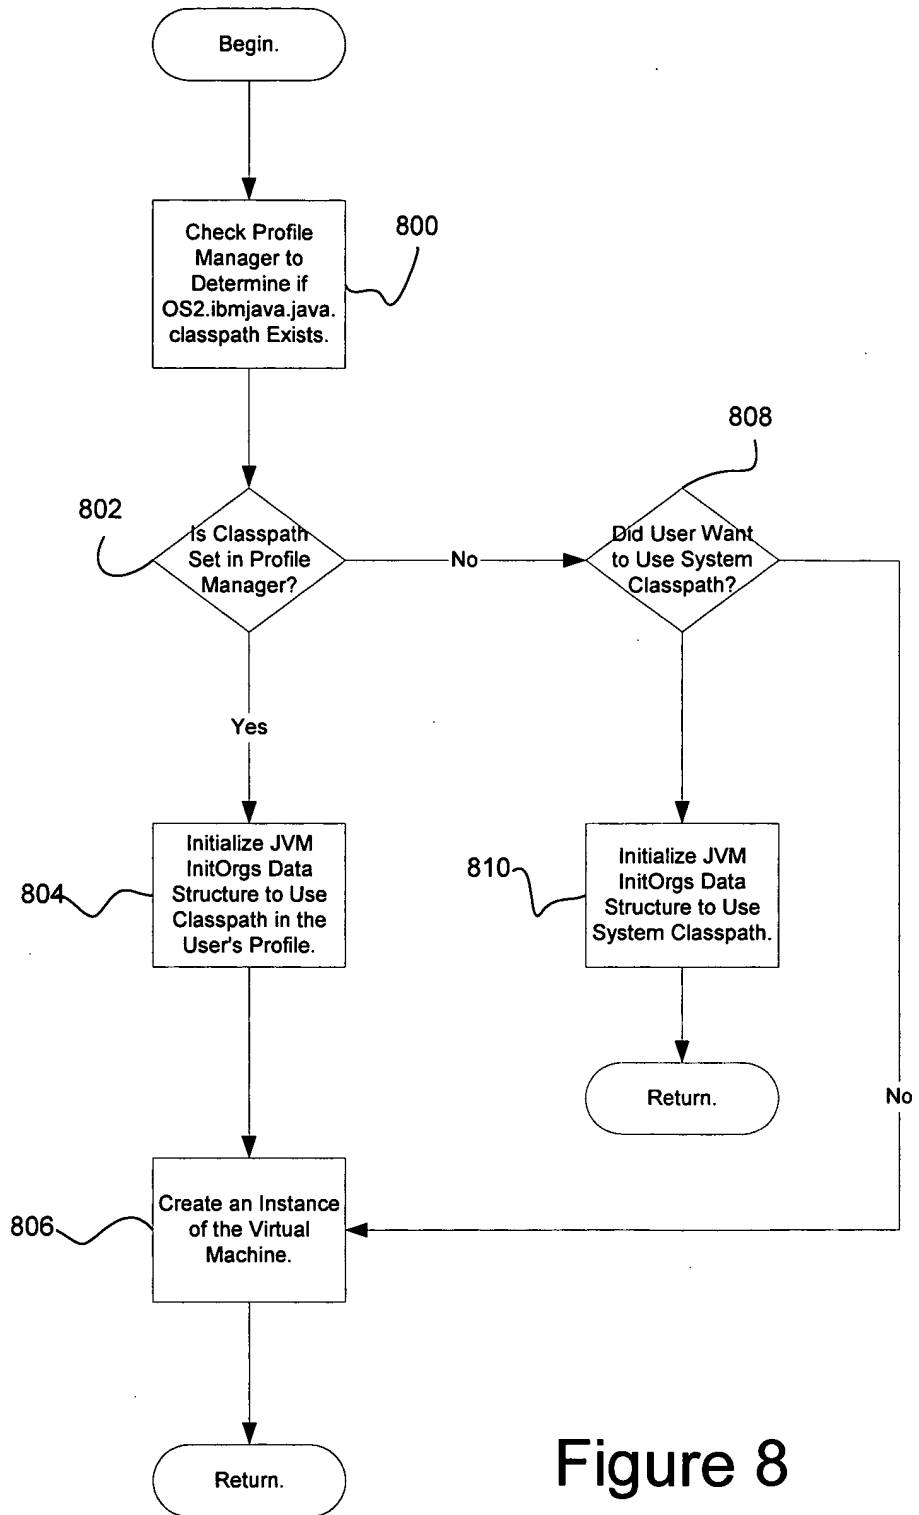 Begin.
Check Profile
Manager to
Determine if
OS2.ibmjava.java.
classpath Exists.
800
802
Is Classpath
Set in Profile
Manager?
No
808
Did User Want
to Use System
Classpath?
Yes
804
Initialize JVM
InitOrgs Data
Structure to Use
Classpath in the
User's Profile.
810
Initialize JVM
InitOrgs Data
Structure to Use
System Classpath.
Return.
No
806
Create an Instance
of the Virtual
Machine.
Return.
Figure 8